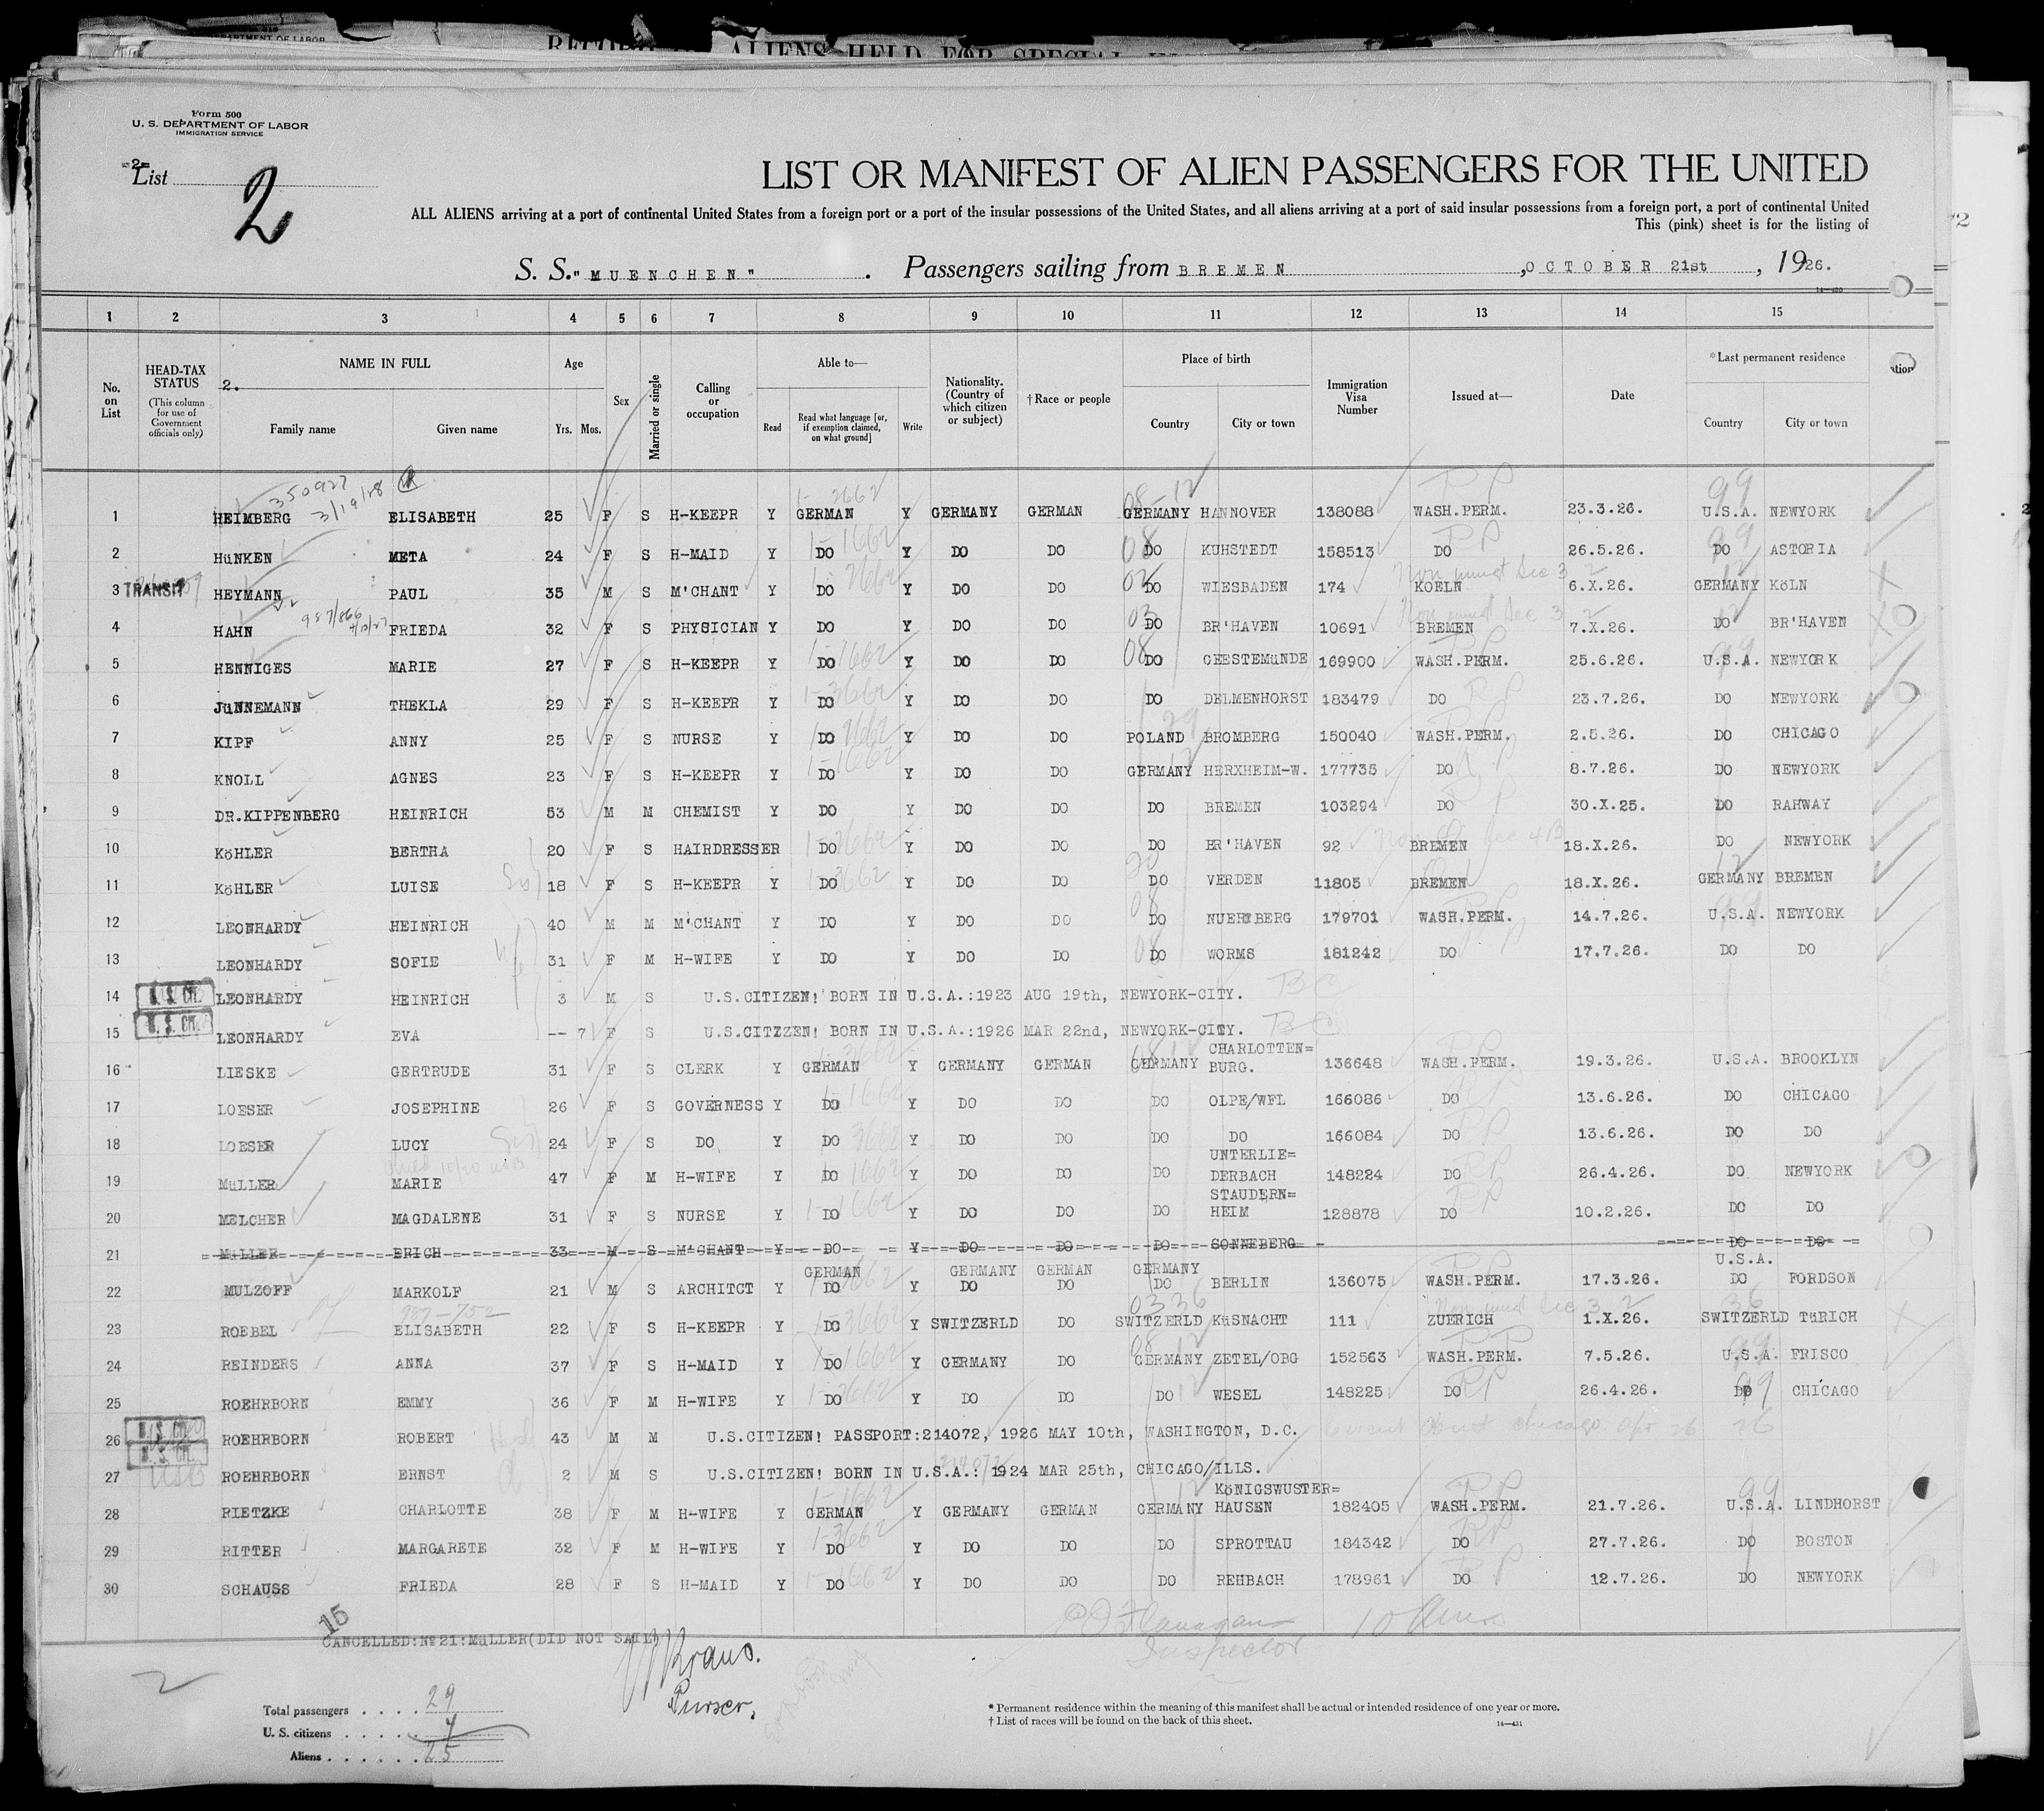 RECORD OF ALIENS HELD FOR SPECIAL
DEPARTMENT OF LABOR
Form 500
U. S. DEPARTMENT OF LABOR
IMMIGRATION SERVICE
=2=
List 2
LIST OR MANIFEST OF ALIEN PASSENGERS FOR THE UNITED
ALL ALIENS arriving at a port of continental United States from a foreign port or a port of the insular possessions of the United States, and all aliens arriving at a port of said insular possessions from a foreign port, a port of continental United
This (pink) sheet is for the listing of
S. S. "MUENCHEN". Passengers sailing from BREMEN, OCTOBER 21st, 1926.
14—430
1 2 3 4 5 6 7 8 9 10 11 12 13 14 15
No. on List
HEAD-TAX STATUS (This column for use of Government officials only)
NAME IN FULL
2.
Family name Given name
Age Yrs. Mos.
Sex
Married or single
Calling or occupation
Able to—
Read Read what language [or, if exemption claimed, on what ground] Write
Nationality. (Country of which citizen or subject)
†Race or people
Place of birth
Country City or town
Immigration Visa Number
Issued at—
Date
*Last permanent residence
Country City or town
350927 3/19/28
1 HEIMBERG ELISABETH 25 F S H-KEEPR Y GERMAN Y GERMANY GERMAN GERMANY HANNOVER 138088 WASH.PERM. 23.3.26. U.S.A. NEWYORK
2 HüNKEN META 24 F S H-MAID Y DO Y DO DO DO KUHSTEDT 158513 DO 26.5.26. DO ASTORIA
3 TRANSIT HEYMANN PAUL 35 M S M'CHANT Y DO Y DO DO DO WIESBADEN 174 KOELN 6.X.26. GERMANY KöLN
4 HAHN FRIEDA 32 F S PHYSICIAN Y DO Y DO DO DO BR'HAVEN 10691 BREMEN 7.X.26. DO BR'HAVEN
5 HENNIGES MARIE 27 F S H-KEEPR Y DO Y DO DO DO GEESTEMüNDE 169900 WASH.PERM. 25.6.26. U.S.A. NEWYORK
6 JüNNEMANN THEKLA 29 F S H-KEEPR Y DO Y DO DO DO DELMENHORST 183479 DO 23.7.26. DO NEWYORK
7 KIPF ANNY 25 F S NURSE Y DO Y DO DO POLAND BROMBERG 150040 WASH.PERM. 2.5.26. DO CHICAGO
8 KNOLL AGNES 23 F S H-KEEPR Y DO Y DO DO GERMANY HERXHEIM-W. 177735 DO 8.7.26. DO NEWYORK
9 DR.KIPPENBERG HEINRICH 53 M M CHEMIST Y DO Y DO DO DO BREMEN 103294 DO 30.X.25. DO RAHWAY
10 KöHLER BERTHA 20 F S HAIRDRESSER DO Y DO DO DO BR'HAVEN 92 BREMEN 18.X.26. DO NEWYORK
11 KöHLER LUISE 18 F S H-KEEPR Y DO Y DO DO DO VERDEN 11805 BREMEN 18.X.26. GERMANY BREMEN
12 LEONHARDY HEINRICH 40 M M M'CHANT Y DO Y DO DO DO NUERNBERG 179701 WASH.PERM. 14.7.26. U.S.A. NEWYORK
13 LEONHARDY SOFIE 31 F M H-WIFE Y DO Y DO DO DO WORMS 181242 DO 17.7.26. DO DO
14 U.S. CIT. LEONHARDY HEINRICH 3 M S U.S.CITIZEN! BORN IN U.S.A.:1923 AUG 19th, NEWYORK-CITY. BC
15 U.S. CIT. LEONHARDY EVA -- 7 F S U.S.CITZZEN! BORN IN U.S.A.:1926 MAR 22nd, NEWYORK-CITY. BC
16 LIESKE GERTRUDE 31 F S CLERK Y GERMAN Y GERMANY GERMAN GERMANY CHARLOTTEN=BURG. 136648 WASH.PERM. 19.3.26. U.S.A. BROOKLYN
17 LOESER JOSEPHINE 26 F S GOVERNESS Y DO Y DO DO DO OLPE/WFL 166086 DO 13.6.26. DO CHICAGO
18 LOESER LUCY 24 F S DO Y DO Y DO DO DO DO 166084 DO 13.6.26. DO DO
19 MüLLER MARIE 47 F M H-WIFE Y DO Y DO DO DO UNTERLIE=DERBACH 148224 DO 26.4.26. DO NEWYORK
20 MELCHER MAGDALENE 31 F S NURSE Y DO Y DO DO DO STAUDERN=HEIM 128878 DO 10.2.26. DO DO
21 MüLLER ERICH 33 M S M'CHANT Y DO Y DO DO DO SONNEBERG DO DO
GERMAN GERMANY GERMAN GERMANY U.S.A.
22 MULZOFF MARKOLF 21 M S ARCHITCT Y DO Y DO DO DO BERLIN 136075 WASH.PERM. 17.3.26. DO FORDSON
23 ROEBEL ELISABETH 22 F S H-KEEPR Y DO Y SWITZERLD DO SWITZERLD KüSNACHT 111 ZUERICH 1.X.26. SWITZERLD TüRICH
24 REINDERS ANNA 37 F S H-MAID Y DO Y GERMANY DO GERMANY ZETEL/OBG 152563 WASH.PERM. 7.5.26. U.S.A. FRISCO
25 ROEHRBORN EMMY 36 F M H-WIFE Y DO Y DO DO DO WESEL 148225 DO 26.4.26. DO CHICAGO
26 U.S. CIT. ROEHRBORN ROBERT 43 M M U.S.CITIZEN! PASSPORT:214072, 1926 MAY 10th, WASHINGTON, D.C.
27 U.S. CIT. ROEHRBORN ERNST 2 M S U.S.CITIZEN! BORN IN U.S.A.: 1924 MAR 25th, CHICAGO/ILLS.
28 RIETZKE CHARLOTTE 38 F M H-WIFE Y GERMAN Y GERMANY GERMAN GERMANY KöNIGSWUSTER=HAUSEN 182405 WASH.PERM. 21.7.26. U.S.A. LINDHORST
29 RITTER MARGARETE 32 F M H-WIFE Y DO Y DO DO DO SPROTTAU 184342 DO 27.7.26. DO BOSTON
30 SCHAUSS FRIEDA 28 F S H-MAID Y DO Y DO DO DO REHBACH 178961 DO 12.7.26. DO NEWYORK
15
CANCELLED:No21:MüLLER(DID NOT SAIL)
Purser.
Flanagan
Inspector
Total passengers . . . . 29
U. S. citizens . . . . 4
Aliens . . . . . . 25
* Permanent residence within the meaning of this manifest shall be actual or intended residence of one year or more.
† List of races will be found on the back of this sheet.
14—431